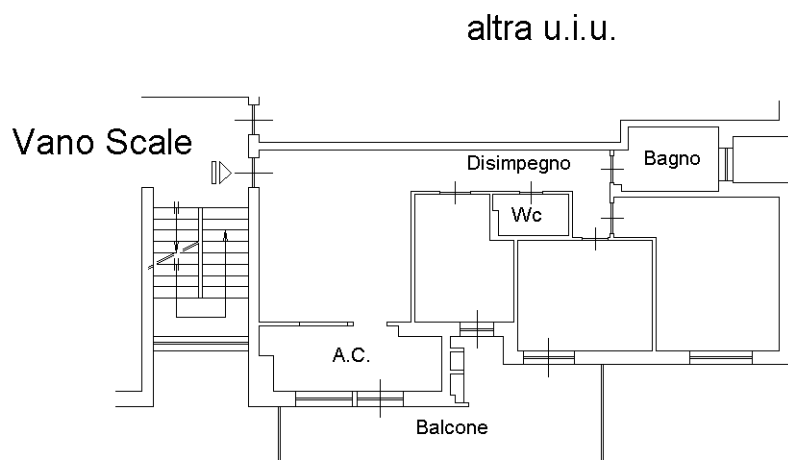 altra u.i.u.
Vano Scale
Disimpegno
Bagno
Wc
A.C.
Balcone